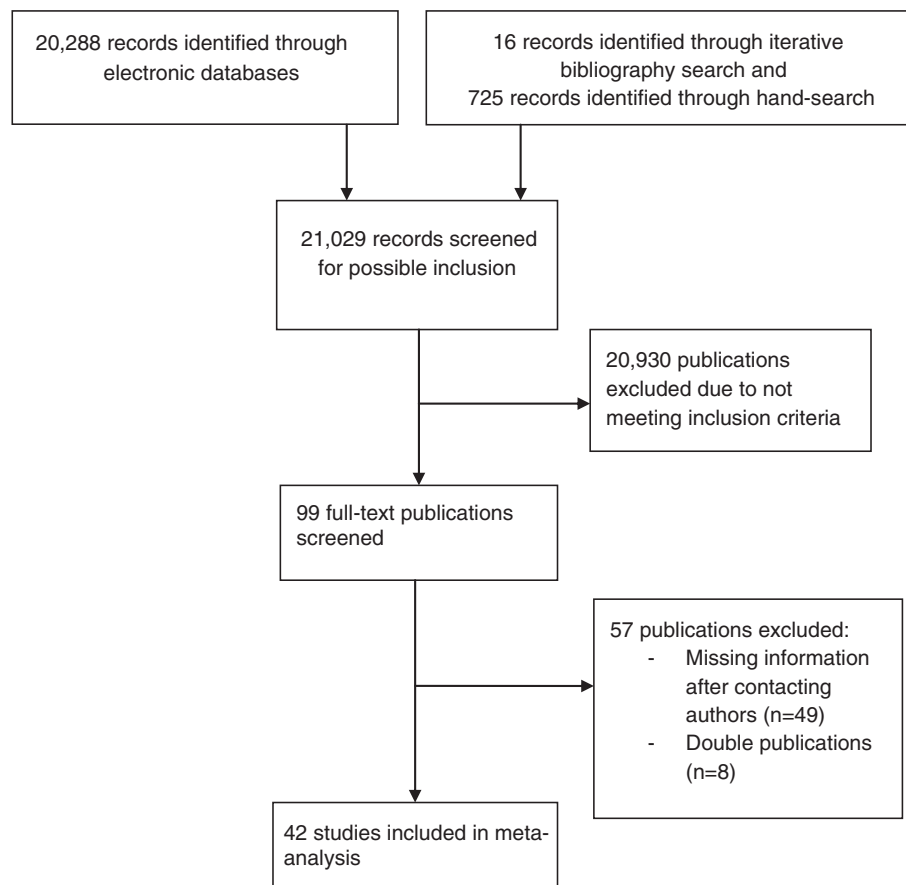 20,288 records identified through
electronic databases
16 records identified through iterative
bibliography search and
725 records identified through hand-search
21,029 records screened
for possible inclusion
20,930 publications
excluded due to not
meeting inclusion criteria
99 full-text publications
screened
57 publications excluded:
- Missing information
after contacting
authors (n=49)
- Double publications
(n=8)
42 studies included in meta-
analysis